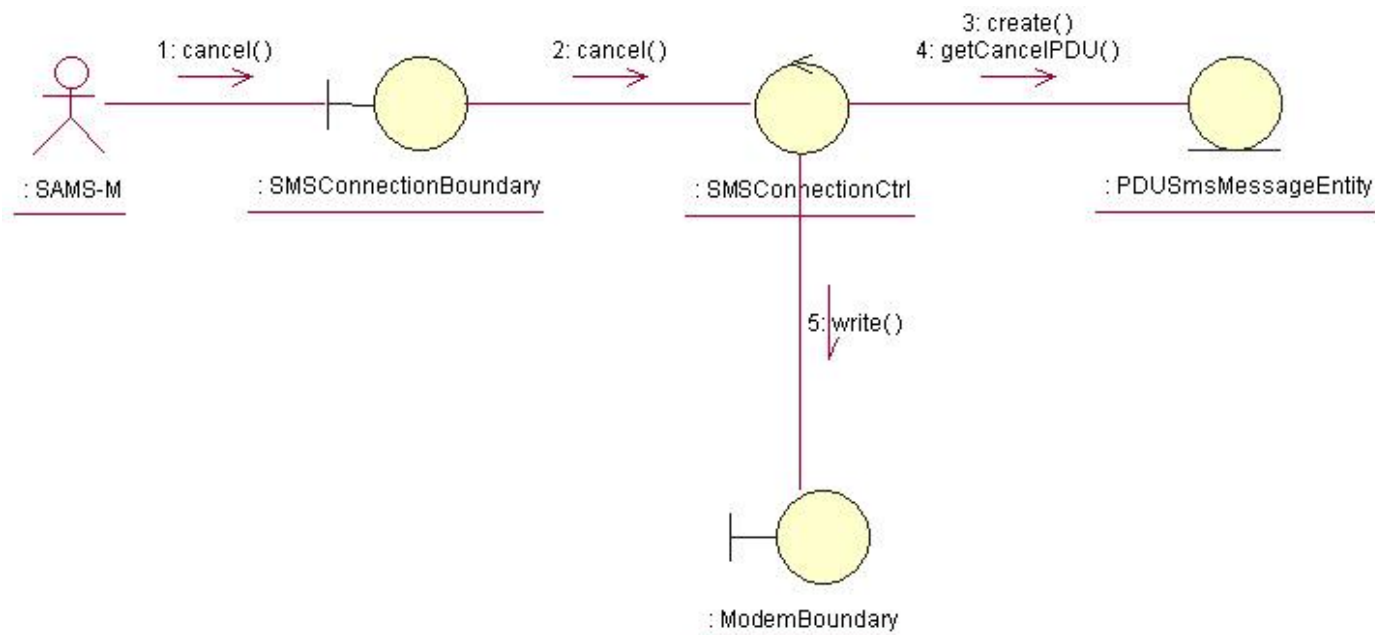 3: create()
1: cancel()
2: cancel()
4: getCancelPDU()
: SAMS-M
: SMSConnectionBoundary
: SMSConnectionCtrl
: PDUSmsMessageEntity
5: write()
: ModemBoundary